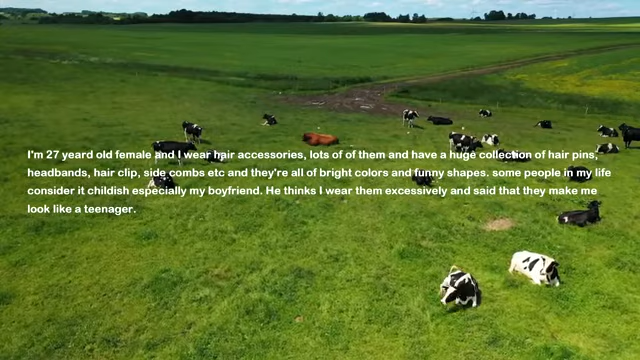 I'm 27 yeard old female and I wear hair accessories, lots of of them and have a huge collection of hair pins,
headbands, hair clip, side combs etc and they're all of bright colors and funny shapes. some people in my life
consider it childish especially my boyfriend. He thinks I wear them excessively and said that they make me
look like a teenager.